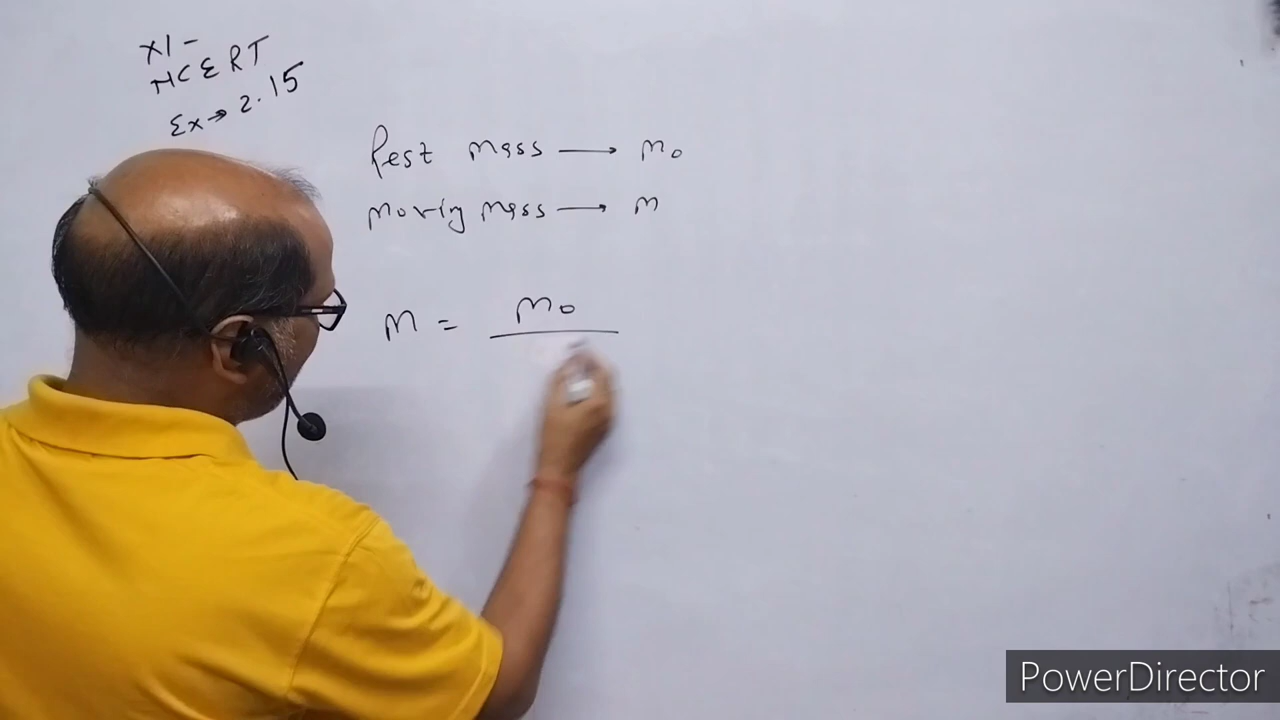 XI -
NCERT
Ex → 2.15
Rest mass → m₀
Moving mass → m
m = m₀
PowerDirector